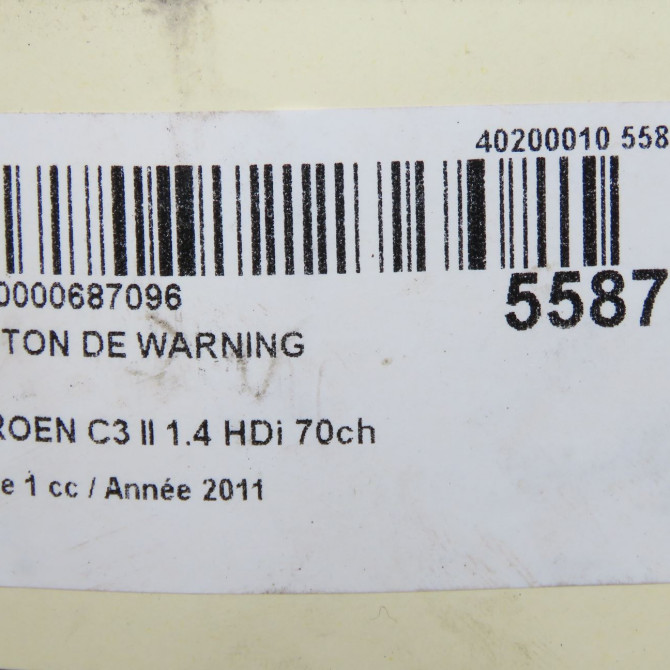 40200010 558
0000687096
5587
TON DE WARNING
ROEN C3 II 1.4 HDi 70ch
e 1 cc / Année 2011